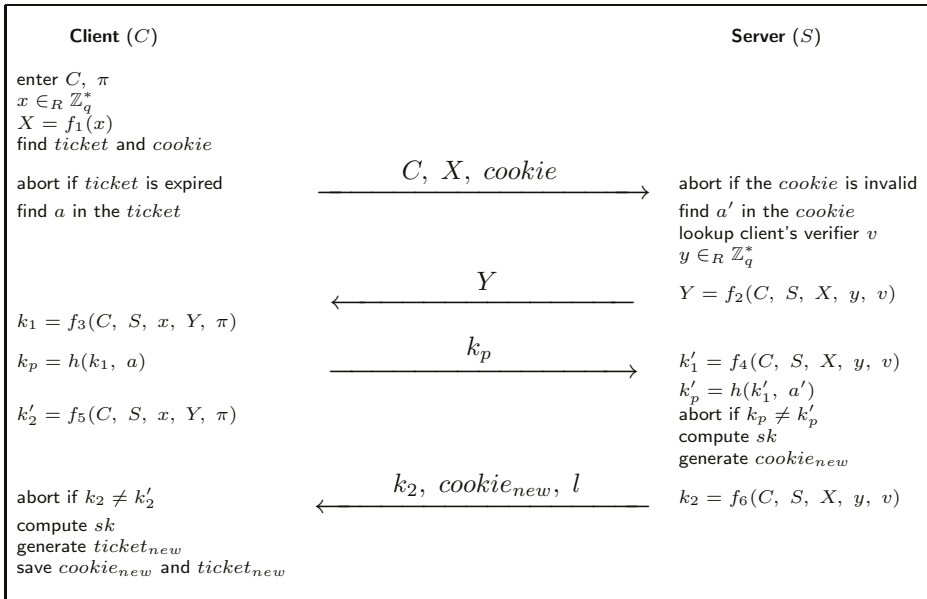 Client (C) Server (S)
enter C, π
x ∈R ℤ*q
X = f1(x)
find ticket and cookie
C, X, cookie
abort if ticket is expired abort if the cookie is invalid
find a in the ticket find a′ in the cookie
lookup client's verifier v
y ∈R ℤ*q
Y
Y = f2(C, S, X, y, v)
k1 = f3(C, S, x, Y, π)
kp
kp = h(k1, a) k′1 = f4(C, S, X, y, v)
k′p = h(k′1, a′)
k′2 = f5(C, S, x, Y, π) abort if kp ≠ k′p
compute sk
generate cookienew
k2, cookienew, l
abort if k2 ≠ k′2 k2 = f6(C, S, X, y, v)
compute sk
generate ticketnew
save cookienew and ticketnew